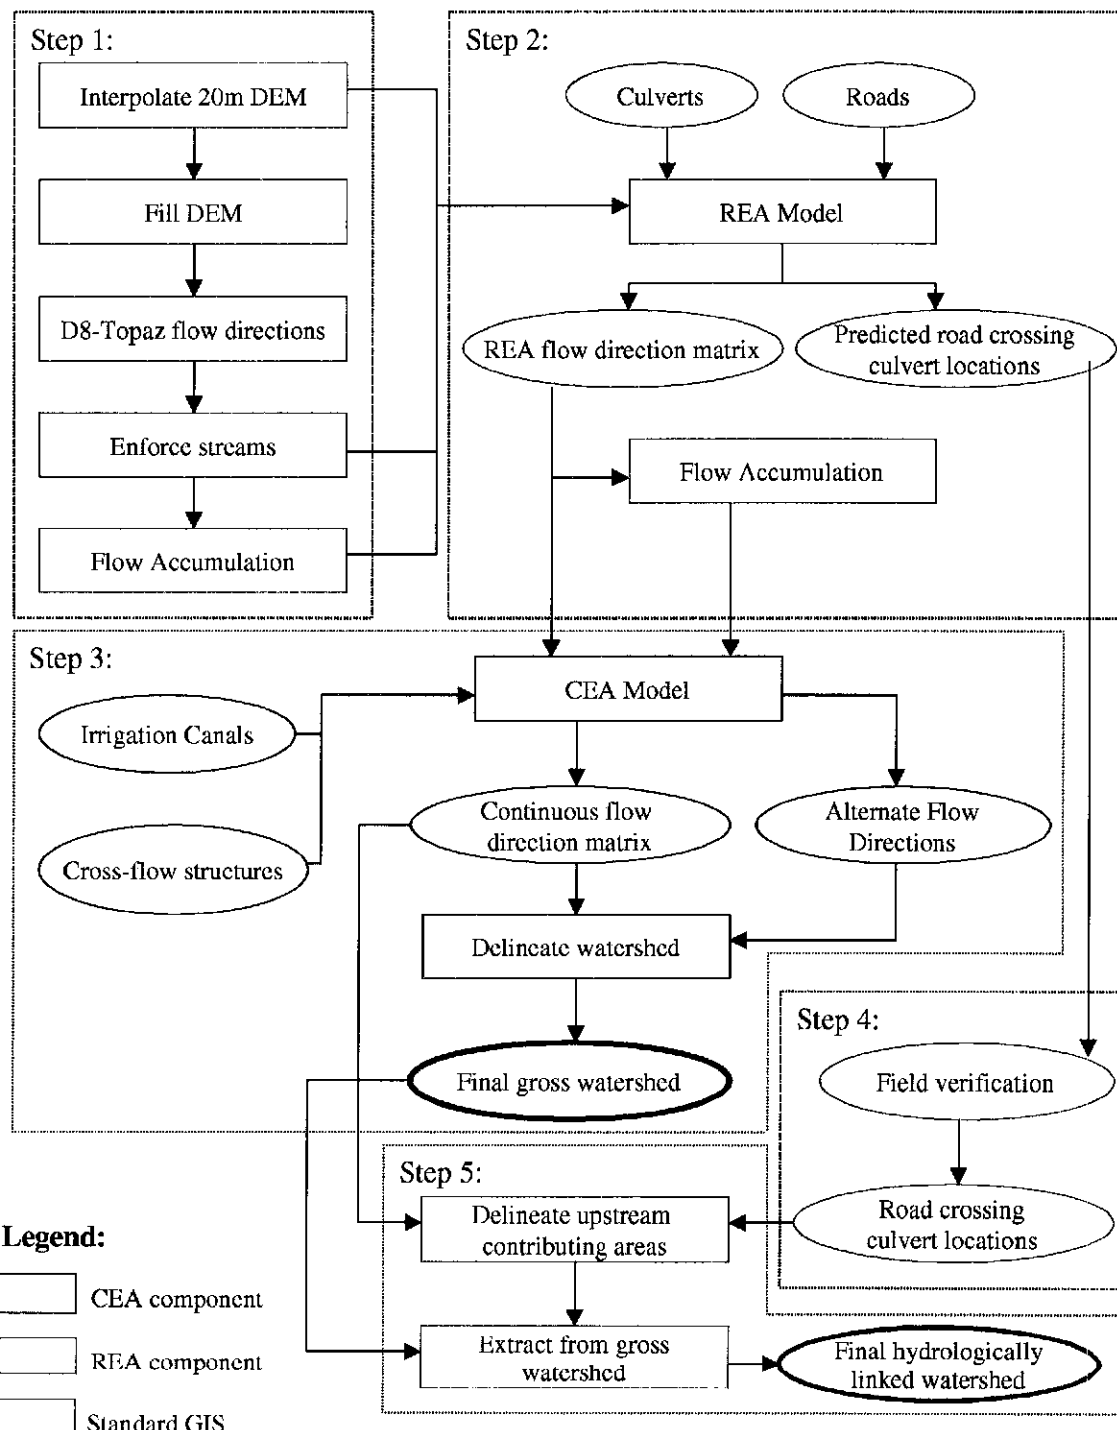 Step 1:
Interpolate 20m DEM
Fill DEM
D8-Topaz flow directions
Enforce streams
Flow Accumulation
Step 2:
Culverts
Roads
REA Model
REA flow direction matrix
Predicted road crossing
culvert locations
Flow Accumulation
Step 3:
CEA Model
Irrigation Canals
Cross-flow structures
Continuous flow
direction matrix
Alternate Flow
Directions
Delineate watershed
Final gross watershed
Step 4:
Field verification
Road crossing
culvert locations
Step 5:
Delineate upstream
contributing areas
Extract from gross
watershed
Final hydrologically
linked watershed
Legend:
CEA component
REA component
Standard GIS